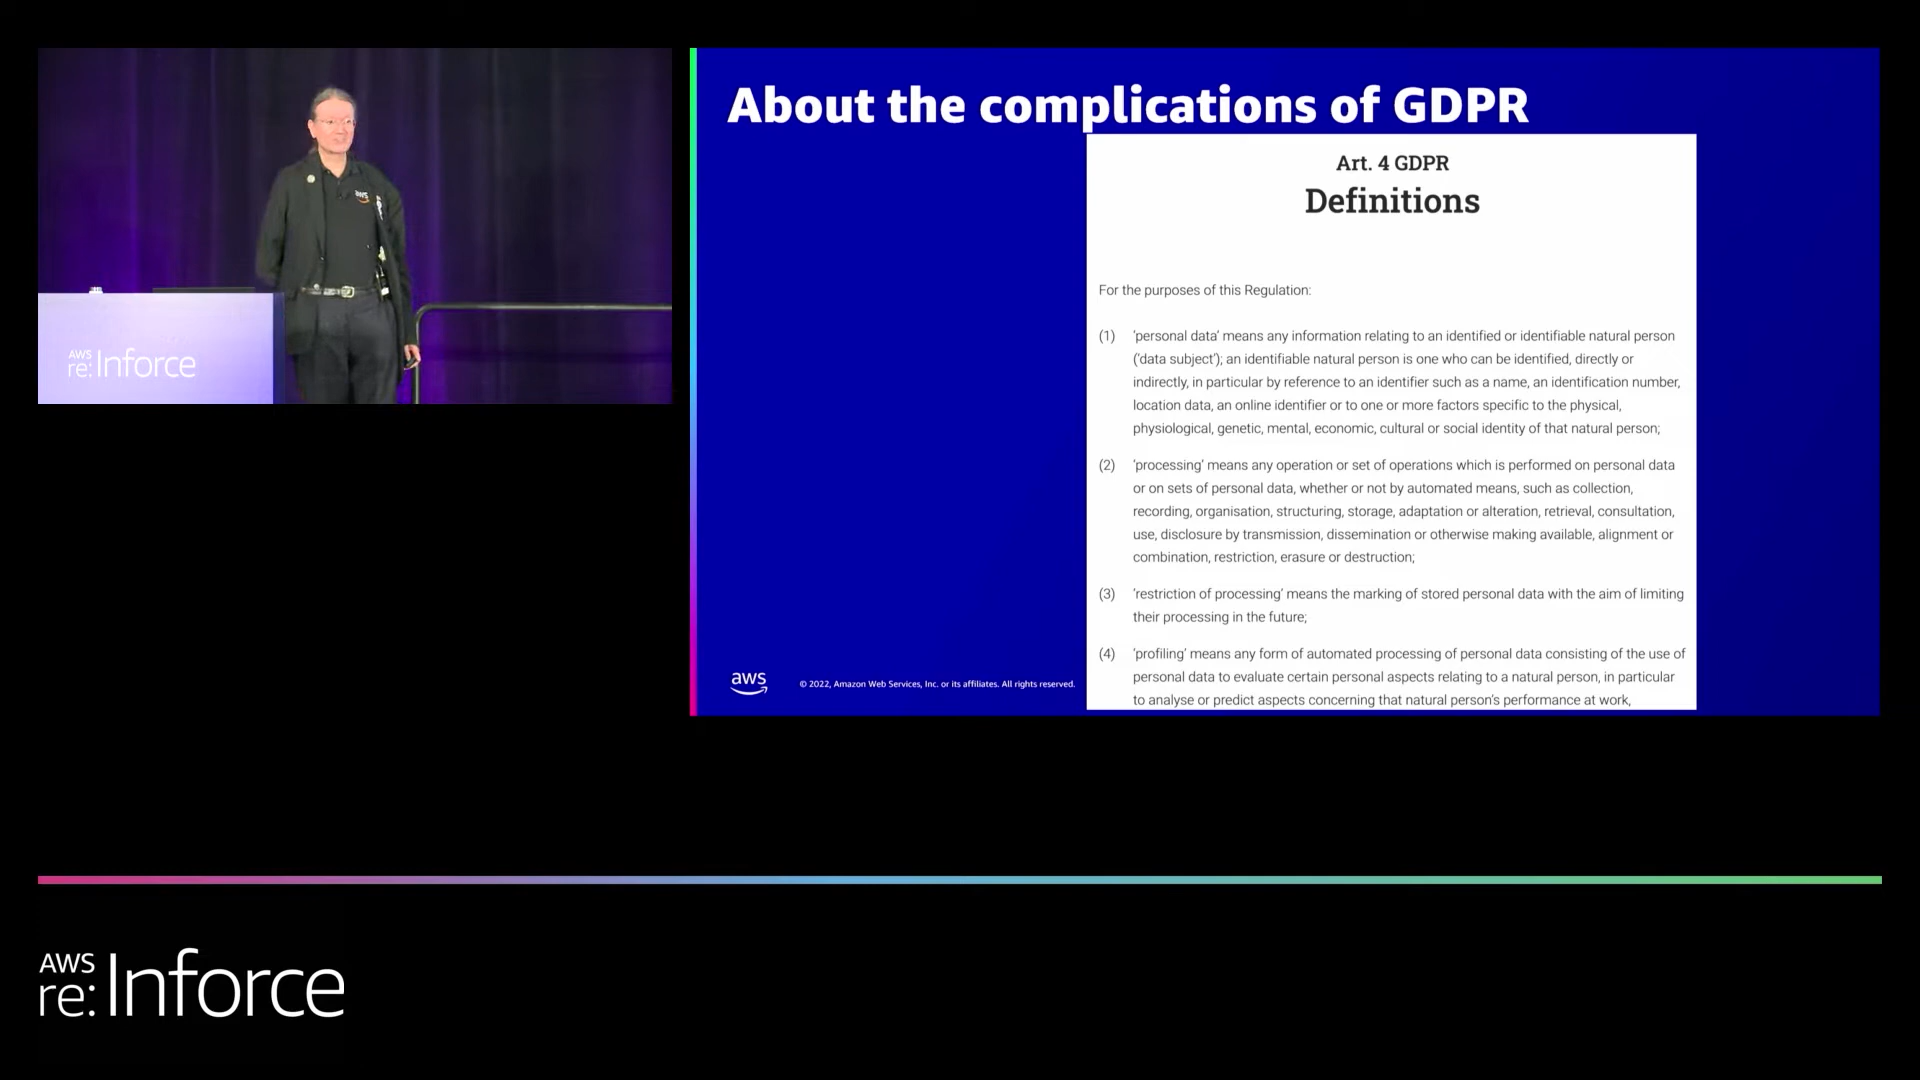 aws
AWS
re:Inforce
About the complications of GDPR
Art. 4 GDPR
Definitions
For the purposes of this Regulation:
(1) ‘personal data’ means any information relating to an identified or identifiable natural person
(‘data subject’); an identifiable natural person is one who can be identified, directly or
indirectly, in particular by reference to an identifier such as a name, an identification number,
location data, an online identifier or to one or more factors specific to the physical,
physiological, genetic, mental, economic, cultural or social identity of that natural person;
(2) ‘processing’ means any operation or set of operations which is performed on personal data
or on sets of personal data, whether or not by automated means, such as collection,
recording, organisation, structuring, storage, adaptation or alteration, retrieval, consultation,
use, disclosure by transmission, dissemination or otherwise making available, alignment or
combination, restriction, erasure or destruction;
(3) ‘restriction of processing’ means the marking of stored personal data with the aim of limiting
their processing in the future;
(4) ‘profiling’ means any form of automated processing of personal data consisting of the use of
personal data to evaluate certain personal aspects relating to a natural person, in particular
to analyse or predict aspects concerning that natural person’s performance at work,
aws
© 2022, Amazon Web Services, Inc. or its affiliates. All rights reserved.
AWS
re:Inforce